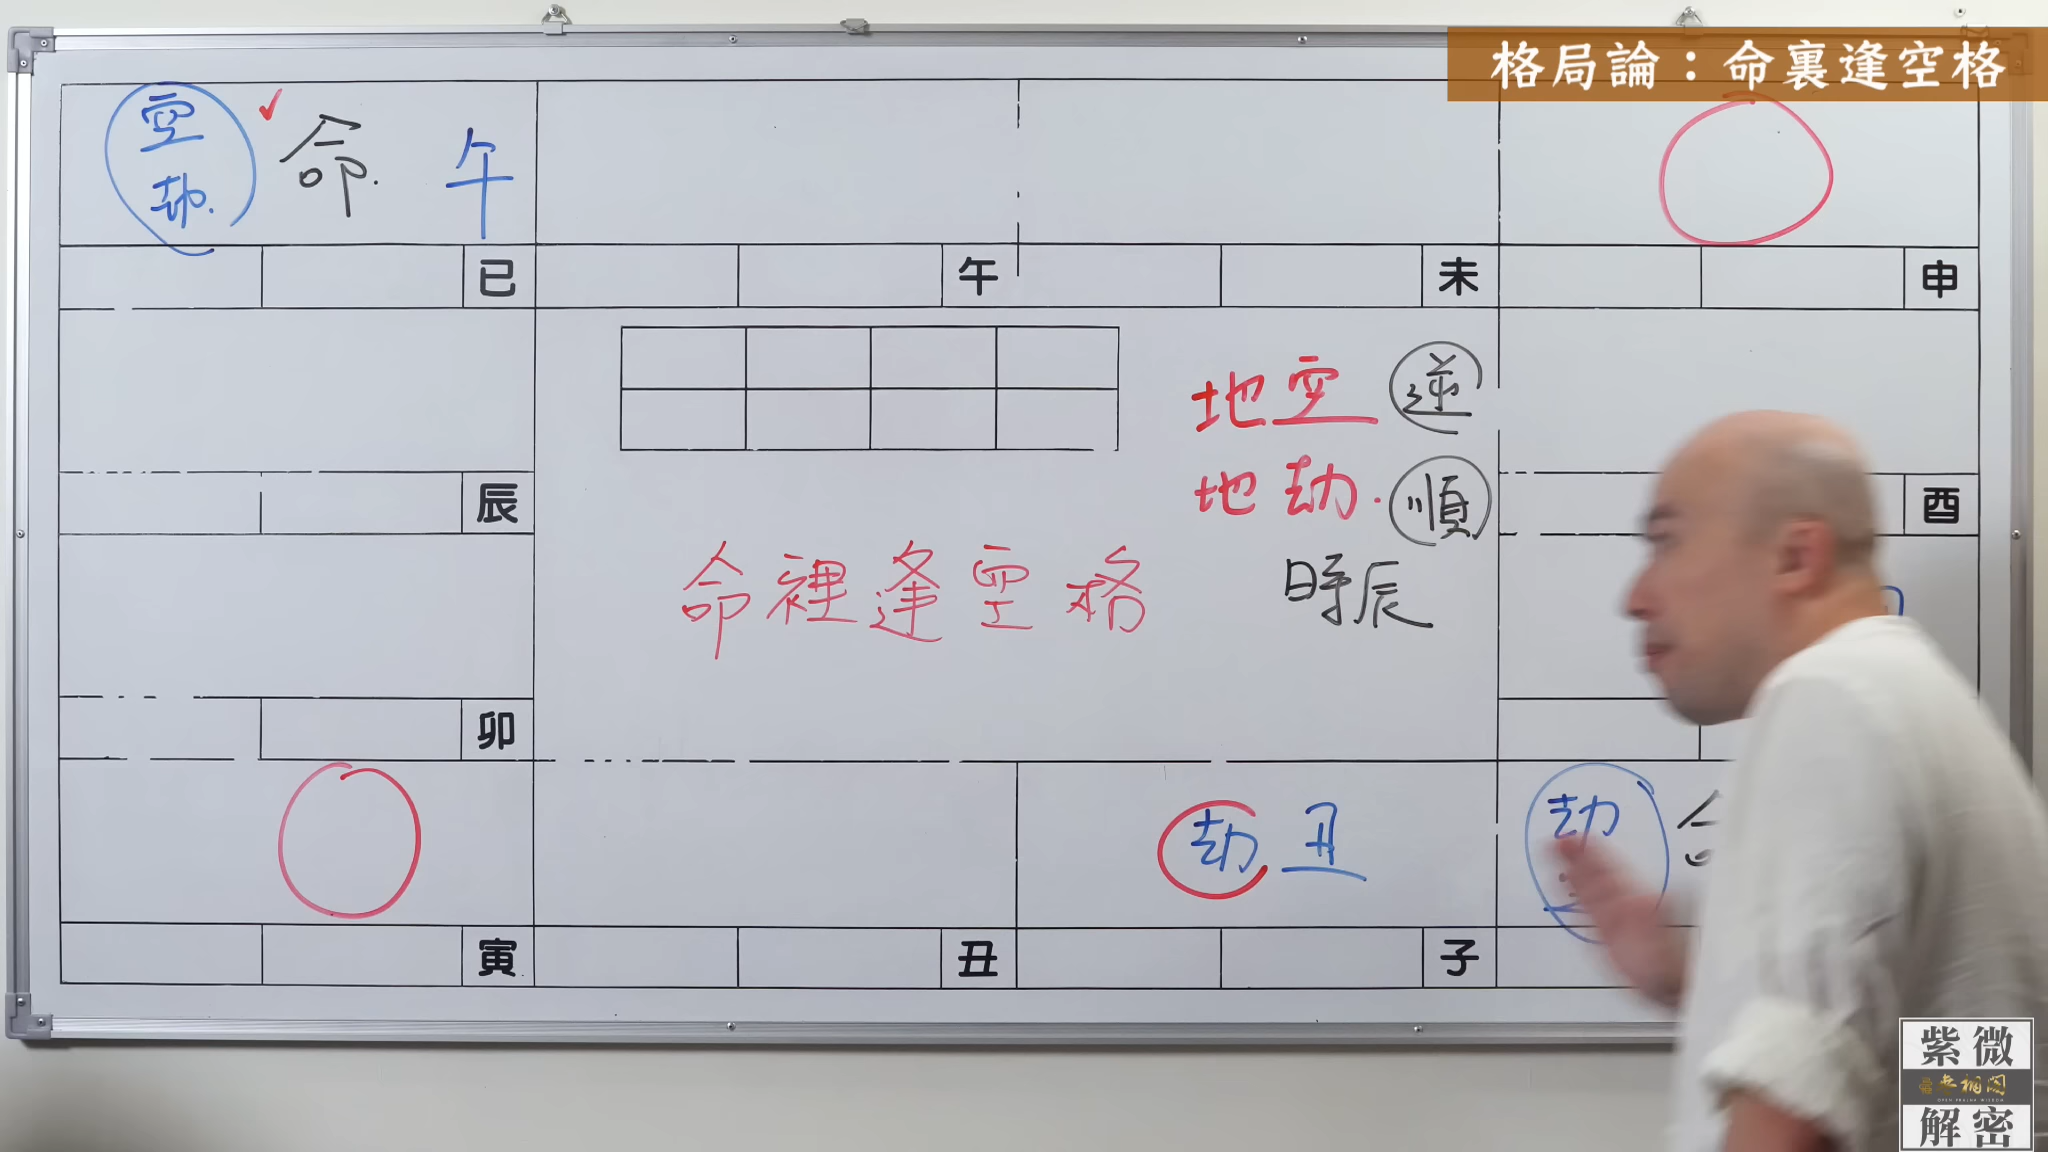 格局論：命裏逢空格
空
劫
命
午
巳
午
未
申
地空 逆
地劫 順
時辰
辰
酉
命裡逢空格
卯
劫 丑
劫
寅
丑
子
紫微
解密